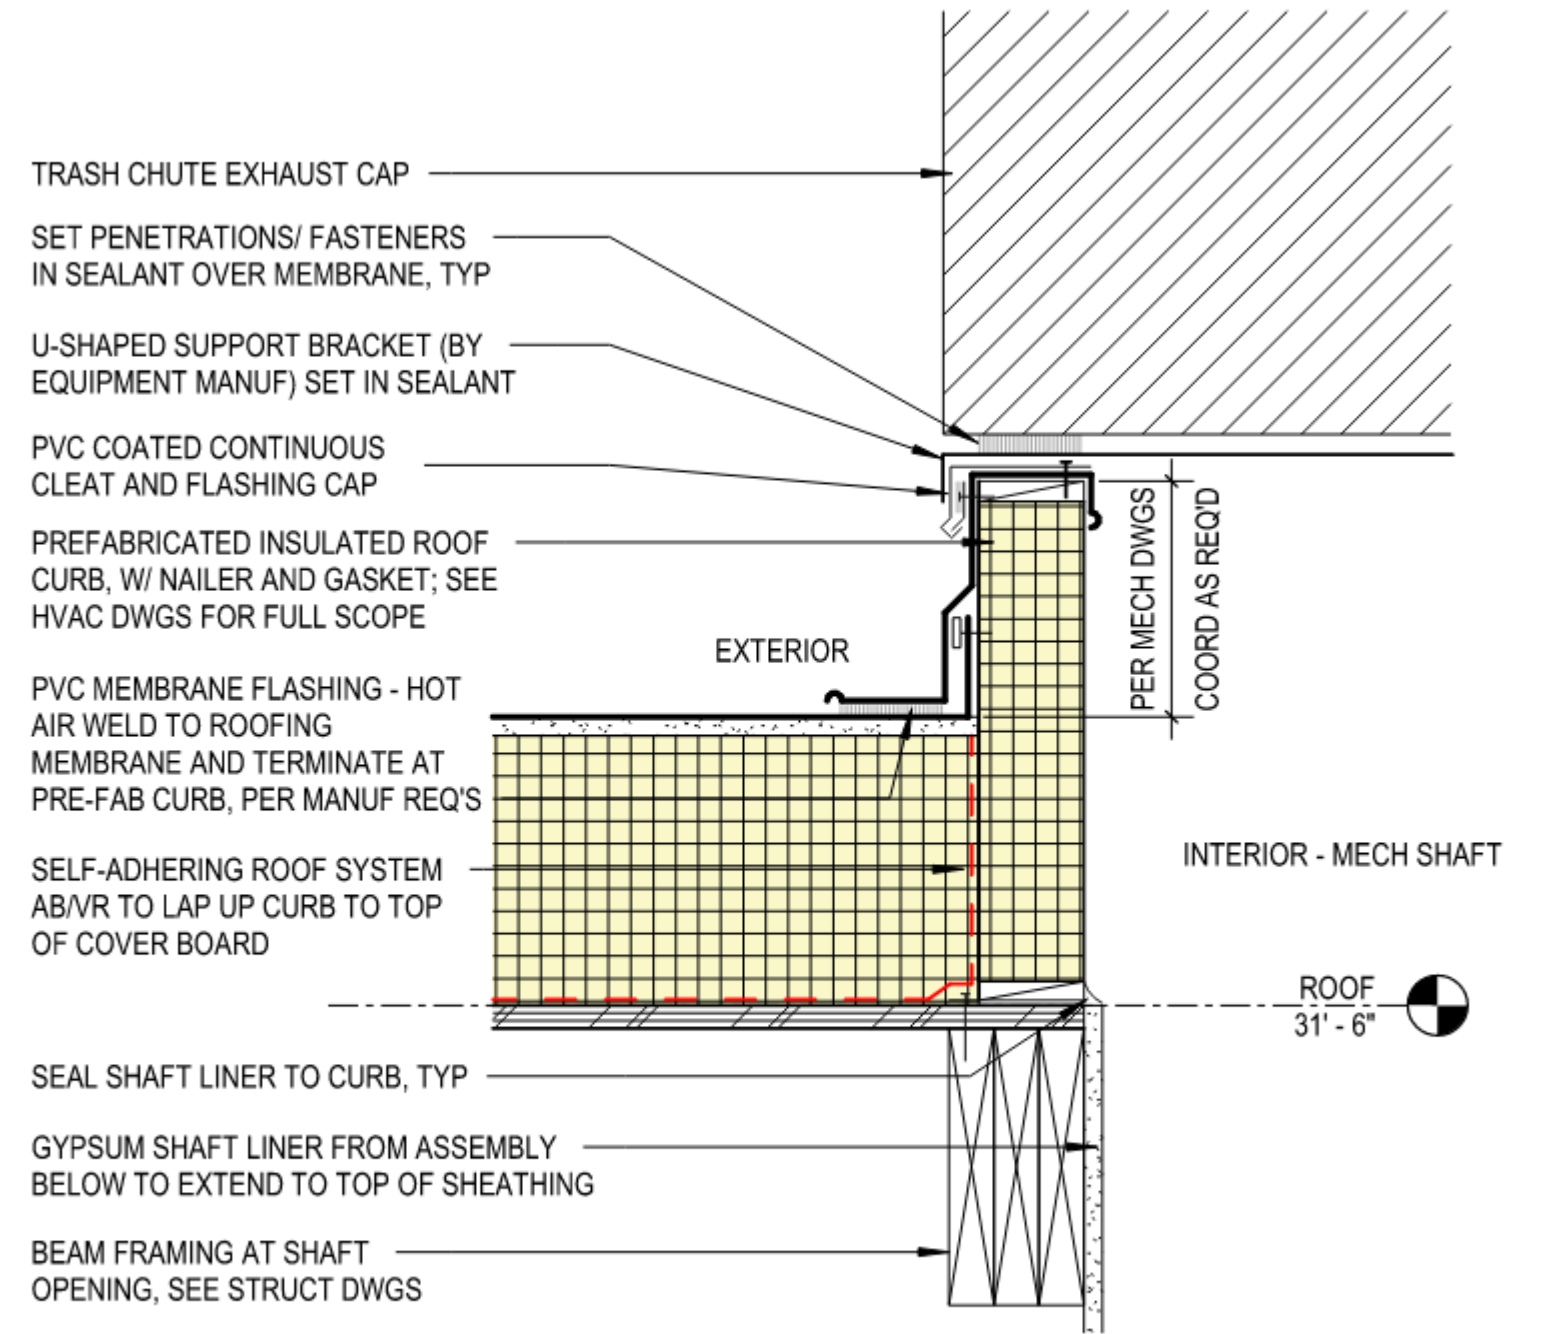 TRASH CHUTE EXHAUST CAP
SET PENETRATIONS/ FASTENERS
IN SEALANT OVER MEMBRANE, TYP
U-SHAPED SUPPORT BRACKET (BY
EQUIPMENT MANUF) SET IN SEALANT
PVC COATED CONTINUOUS
CLEAT AND FLASHING CAP
PREFABRICATED INSULATED ROOF
CURB, W/ NAILER AND GASKET; SEE
HVAC DWGS FOR FULL SCOPE
PVC MEMBRANE FLASHING - HOT
AIR WELD TO ROOFING
MEMBRANE AND TERMINATE AT
PRE-FAB CURB, PER MANUF REQ'S
SELF-ADHERING ROOF SYSTEM
AB/VR TO LAP UP CURB TO TOP
OF COVER BOARD
SEAL SHAFT LINER TO CURB, TYP
GYPSUM SHAFT LINER FROM ASSEMBLY
BELOW TO EXTEND TO TOP OF SHEATHING
BEAM FRAMING AT SHAFT
OPENING, SEE STRUCT DWGS
EXTERIOR
PER MECH DWGS
COORD AS REQ'D
INTERIOR - MECH SHAFT
ROOF
31' - 6"